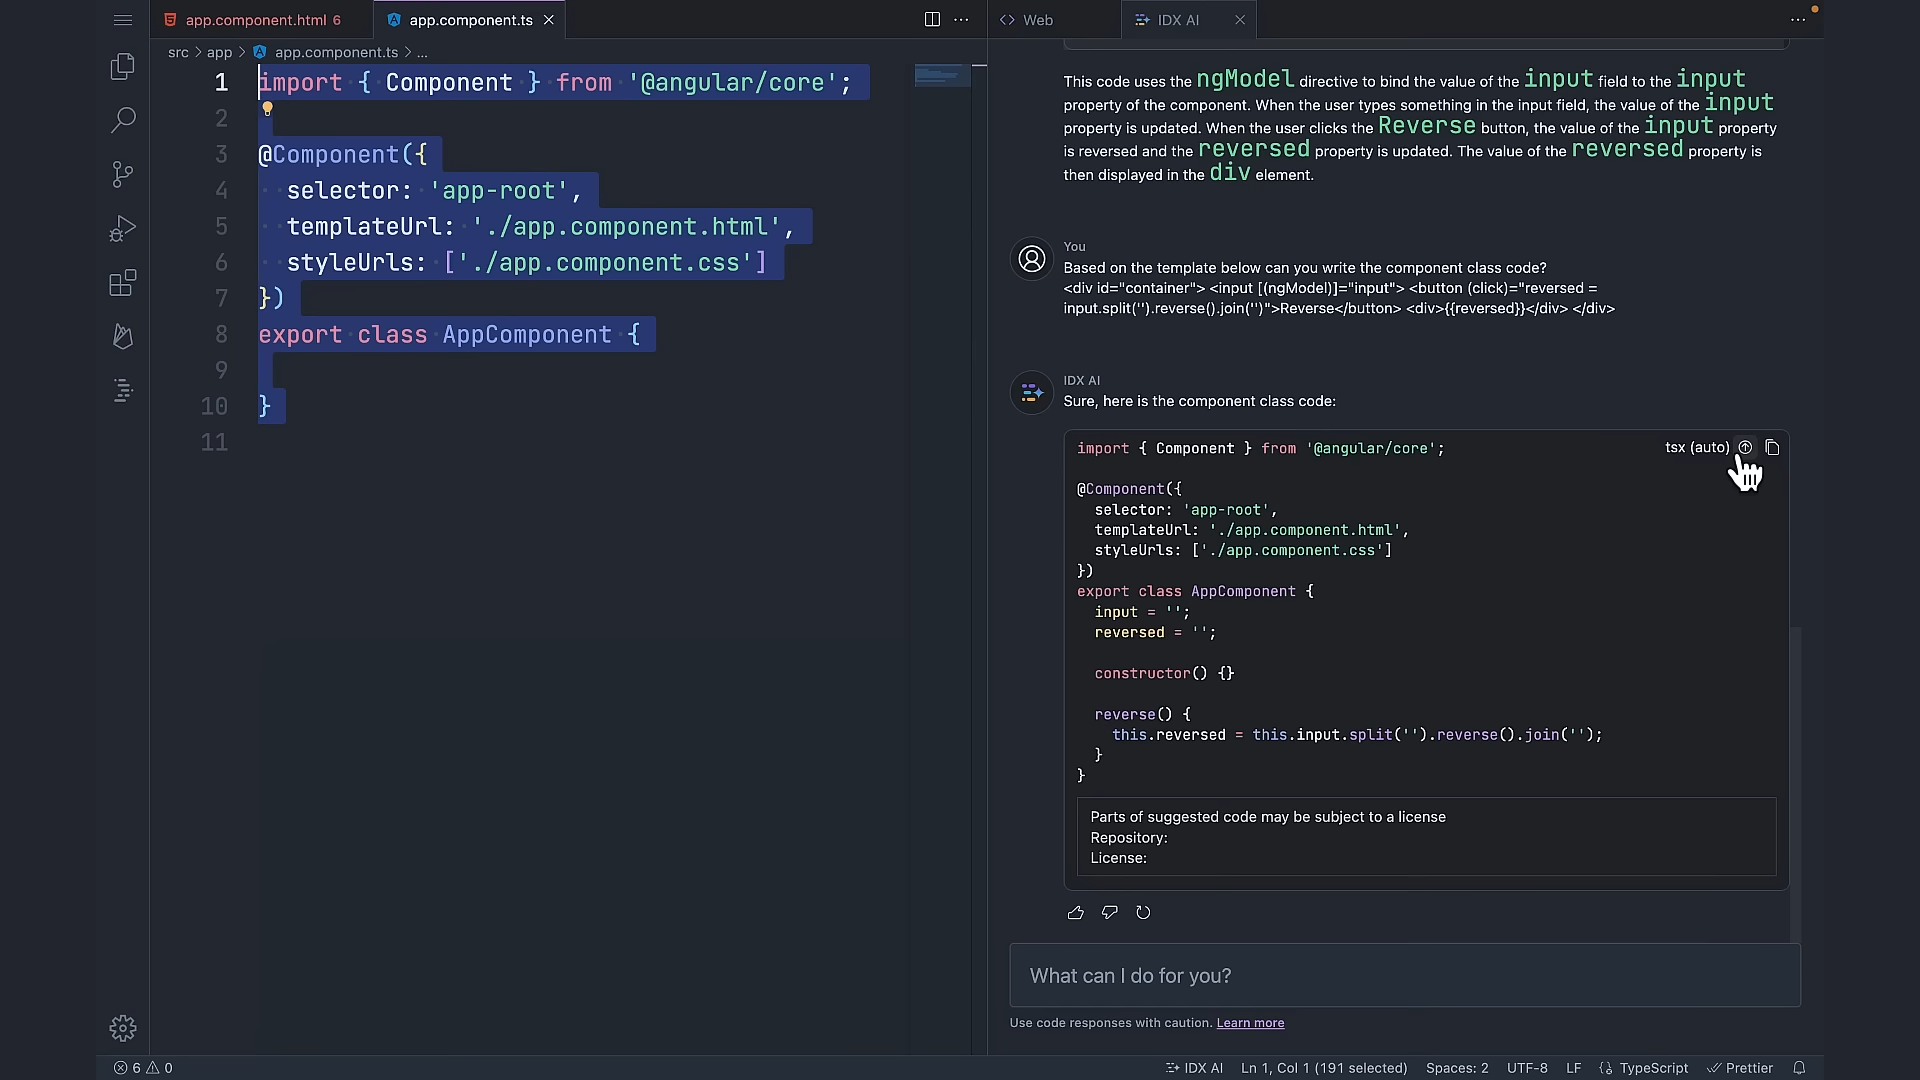 app.component.html 6
app.component.ts
Web
IDX AI
src > app > app.component.ts > ...
1 import { Component } from '@angular/core';
2
3 @Component({
4 selector: 'app-root',
5 templateUrl: './app.component.html',
6 styleUrls: ['./app.component.css']
7 })
8 export class AppComponent {
9
10 }
11
This code uses the ngModel directive to bind the value of the input field to the input
property of the component. When the user types something in the input field, the value of the input
property is updated. When the user clicks the Reverse button, the value of the input property
is reversed and the reversed property is updated. The value of the reversed property is
then displayed in the div element.
You
Based on the template below can you write the component class code?
<div id="container"> <input [(ngModel)]="input"> <button (click)="reversed =
input.split('').reverse().join('')">Reverse</button> <div>{{reversed}}</div> </div>
IDX AI
Sure, here is the component class code:
tsx (auto)
import { Component } from '@angular/core';
@Component({
selector: 'app-root',
templateUrl: './app.component.html',
styleUrls: ['./app.component.css']
})
export class AppComponent {
input = '';
reversed = '';
constructor() {}
reverse() {
this.reversed = this.input.split('').reverse().join('');
}
}
Parts of suggested code may be subject to a license
Repository:
License:
What can I do for you?
Use code responses with caution. Learn more
6 0
IDX AI
Ln 1, Col 1 (191 selected)
Spaces: 2
UTF-8
LF
TypeScript
Prettier